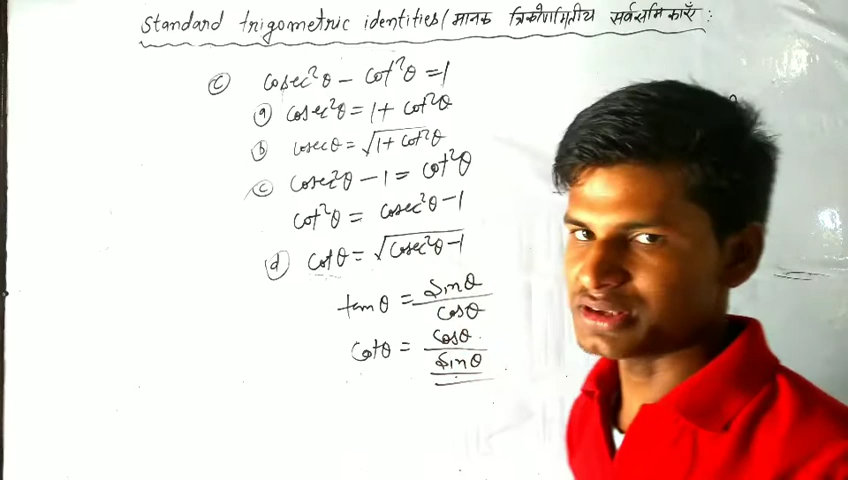 Standard trigometric identities/मानक त्रिकोणमितीय सर्वसमिकाएँ:
(c) cosec²θ - cot²θ = 1
(a) cosec²θ = 1 + cot²θ
(b) cosecθ = √(1 + cot²θ)
(c) cosec²θ - 1 = cot²θ
cot²θ = cosec²θ - 1
(d) cotθ = √(cosec²θ - 1)
tanθ = sinθ/cosθ
cotθ = cosθ/sinθ